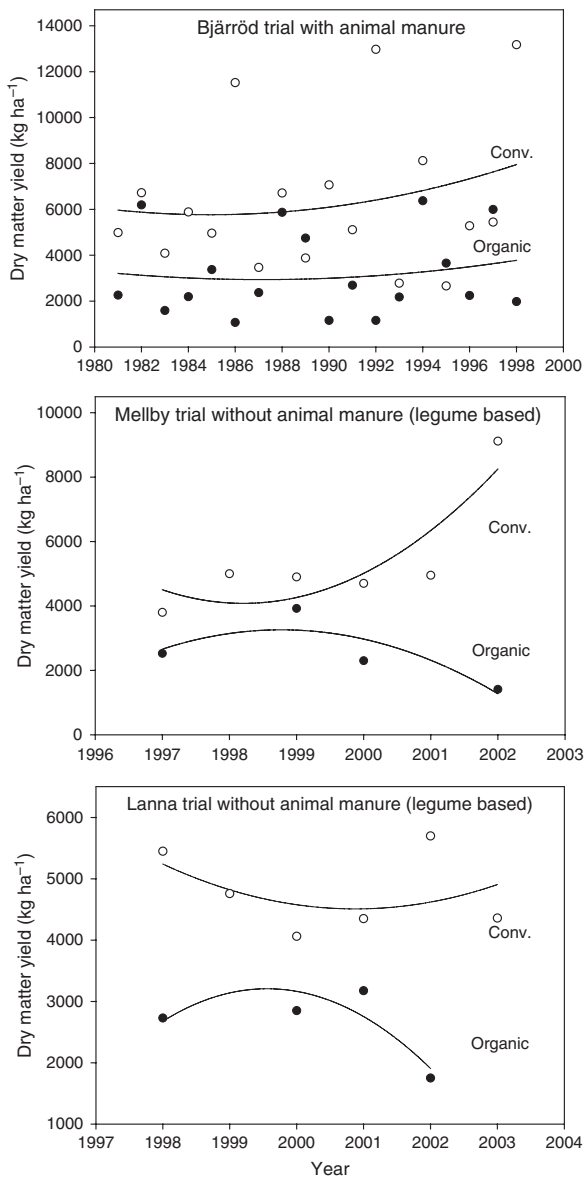 Bjärröd trial with animal manure
Dry matter yield (kg ha⁻¹)
14000
12000
10000
8000
6000
4000
2000
0
Conv.
Organic
1980 1982 1984 1986 1988 1990 1992 1994 1996 1998 2000
Mellby trial without animal manure (legume based)
Dry matter yield (kg ha⁻¹)
10000
8000
6000
4000
2000
0
Conv.
Organic
1996 1997 1998 1999 2000 2001 2002 2003
Lanna trial without animal manure (legume based)
Dry matter yield (kg ha⁻¹)
6000
5000
4000
3000
2000
1000
Conv.
Organic
1997 1998 1999 2000 2001 2002 2003 2004
Year